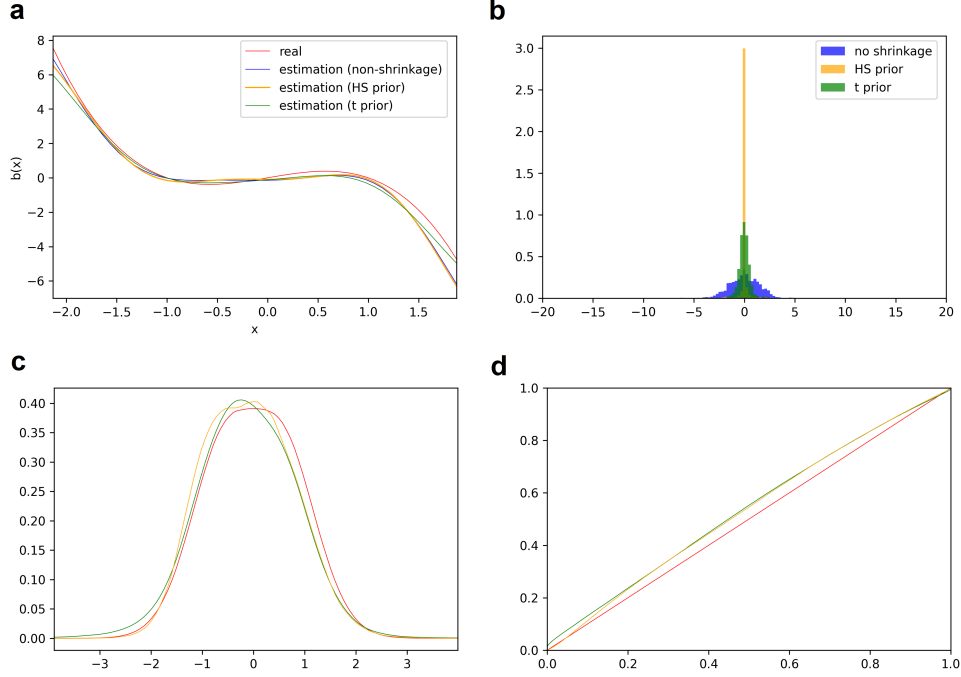 a
8
6
4
2
0
−2
−4
−6
b(x)
real
estimation (non-shrinkage)
estimation (HS prior)
estimation (t prior)
−2.0 −1.5 −1.0 −0.5 0.0 0.5 1.0 1.5
x
b
3.0
2.5
2.0
1.5
1.0
0.5
0.0
no shrinkage
HS prior
t prior
−20 −15 −10 −5 0 5 10 15 20
c
0.40
0.35
0.30
0.25
0.20
0.15
0.10
0.05
0.00
−3 −2 −1 0 1 2 3
d
1.0
0.8
0.6
0.4
0.2
0.0
0.0 0.2 0.4 0.6 0.8 1.0